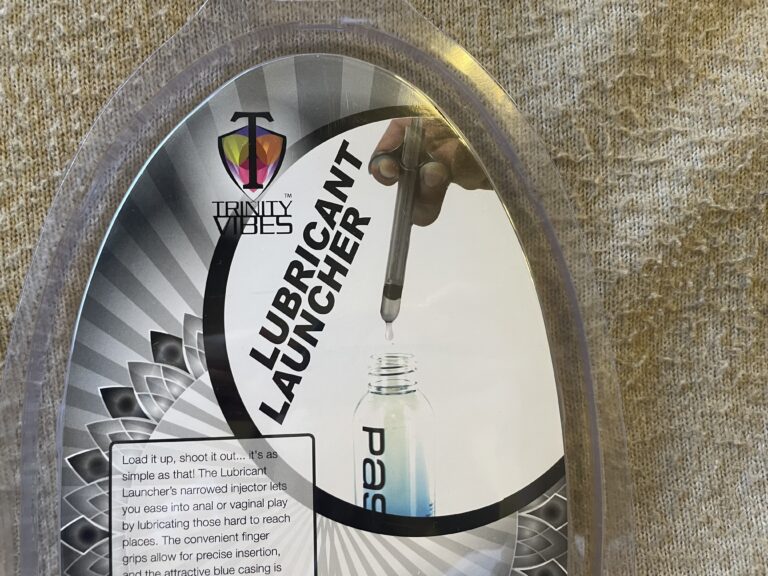 T
TRINITY™
VIBES
LUBRICANT
LAUNCHER
pas
Load it up, shoot it out... it's as
simple as that! The Lubricant
Launcher's narrowed injector lets
you ease into anal or vaginal play
by lubricating those hard to reach
places. The convenient finger
grips allow for precise insertion,
and the attractive blue casing is